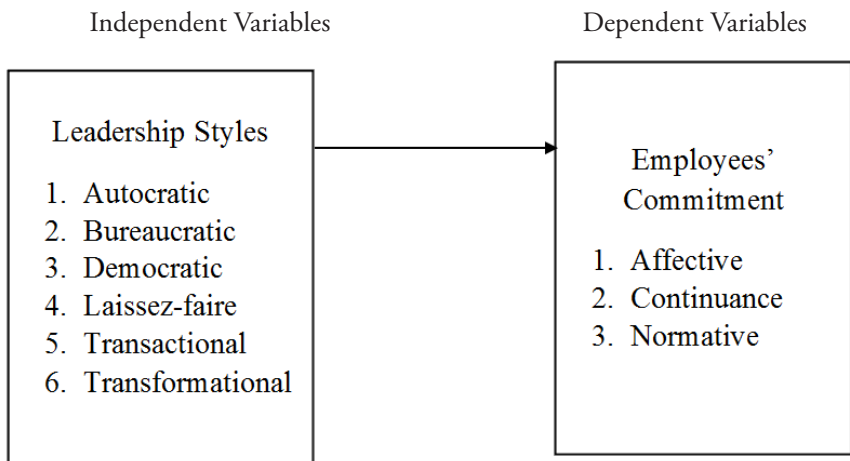 Independent Variables
Dependent Variables
Leadership Styles
1. Autocratic
2. Bureaucratic
3. Democratic
4. Laissez-faire
5. Transactional
6. Transformational
Employees’
Commitment
1. Affective
2. Continuance
3. Normative